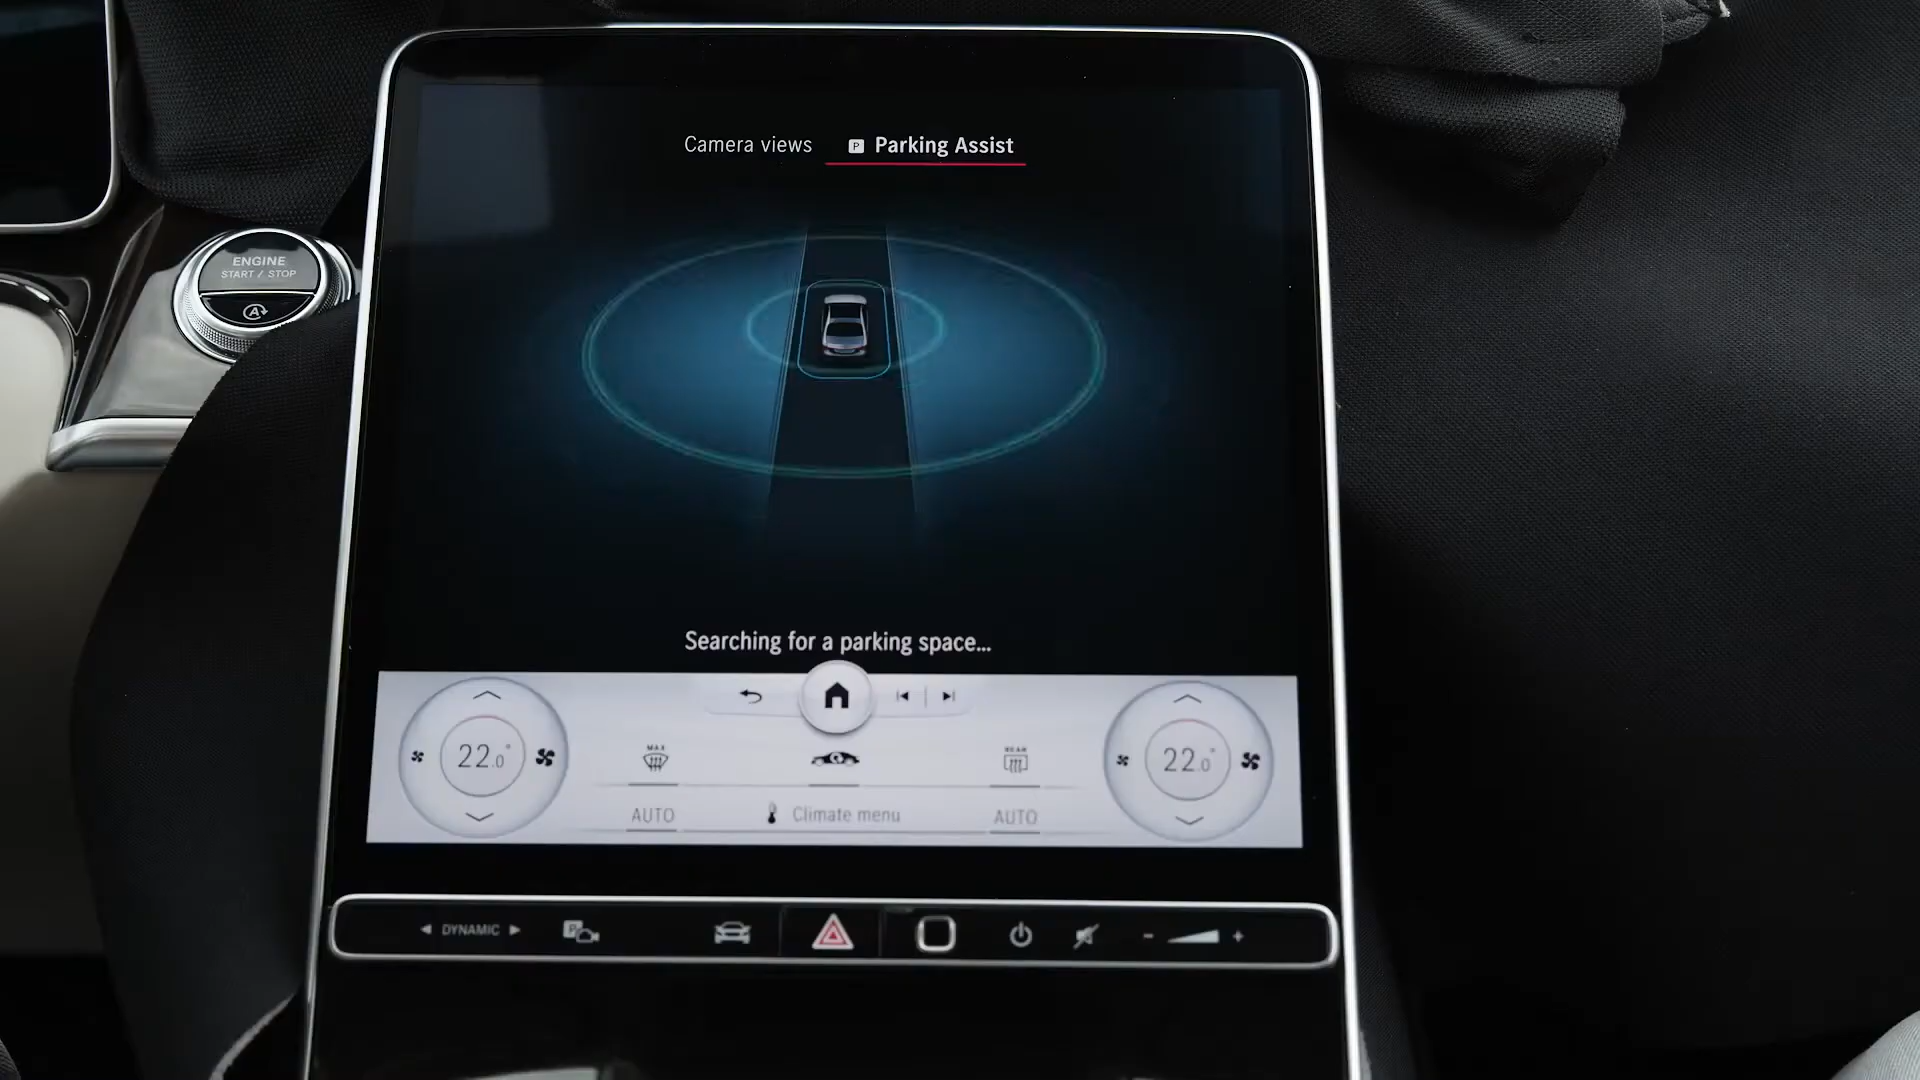 Camera views
P Parking Assist
ENGINE
START / STOP
A
Searching for a parking space...
22.0°
MAX
REAR
22.0°
AUTO
Climate menu
AUTO
DYNAMIC
P
- +